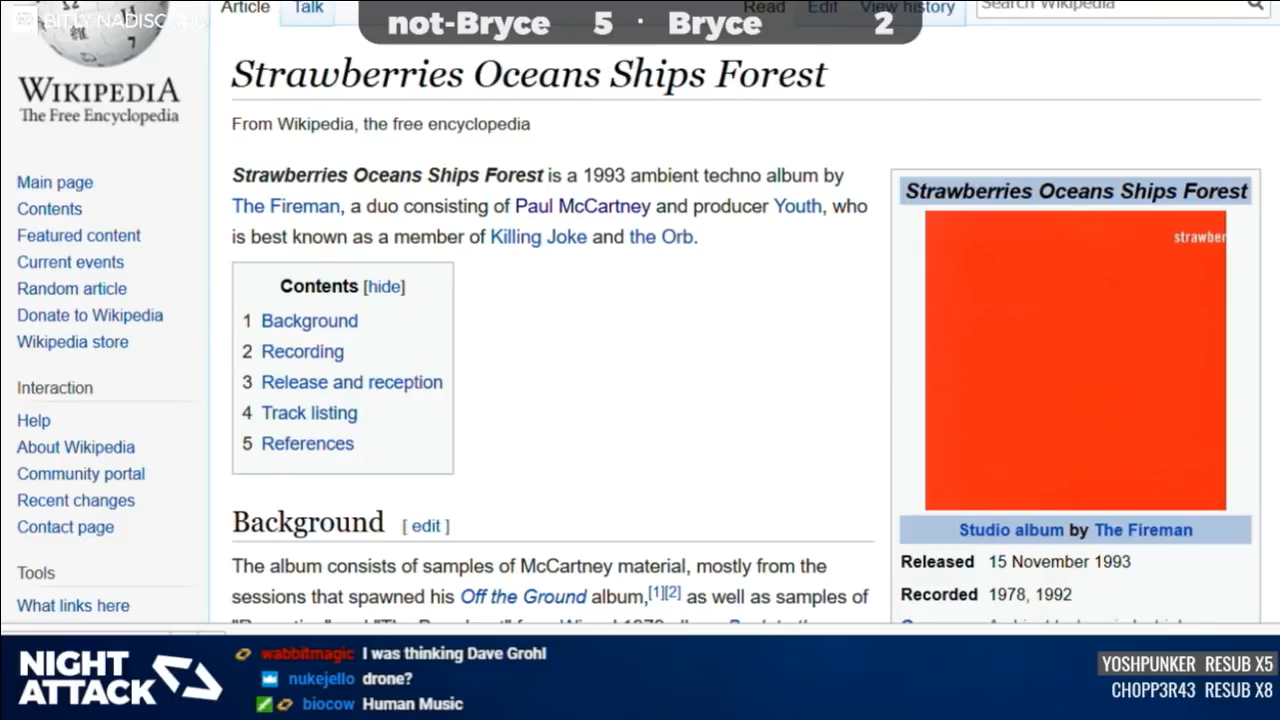 BIT.LY/NADISCORD
Article Talk Read Edit View history Search Wikipedia
not-Bryce 5 · Bryce 2
WIKIPEDIA
The Free Encyclopedia
Main page
Contents
Featured content
Current events
Random article
Donate to Wikipedia
Wikipedia store
Interaction
Help
About Wikipedia
Community portal
Recent changes
Contact page
Tools
What links here
Strawberries Oceans Ships Forest
From Wikipedia, the free encyclopedia
Strawberries Oceans Ships Forest is a 1993 ambient techno album by
The Fireman, a duo consisting of Paul McCartney and producer Youth, who
is best known as a member of Killing Joke and the Orb.
Contents [hide]
1 Background
2 Recording
3 Release and reception
4 Track listing
5 References
Background [ edit ]
The album consists of samples of McCartney material, mostly from the
sessions that spawned his Off the Ground album,[1][2] as well as samples of
Strawberries Oceans Ships Forest
strawber
Studio album by The Fireman
Released 15 November 1993
Recorded 1978, 1992
NIGHT
ATTACK
wabbitmagic I was thinking Dave Grohl
nukejello drone?
biocow Human Music
YOSHPUNKER RESUB X5
CHOPP3R43 RESUB X8